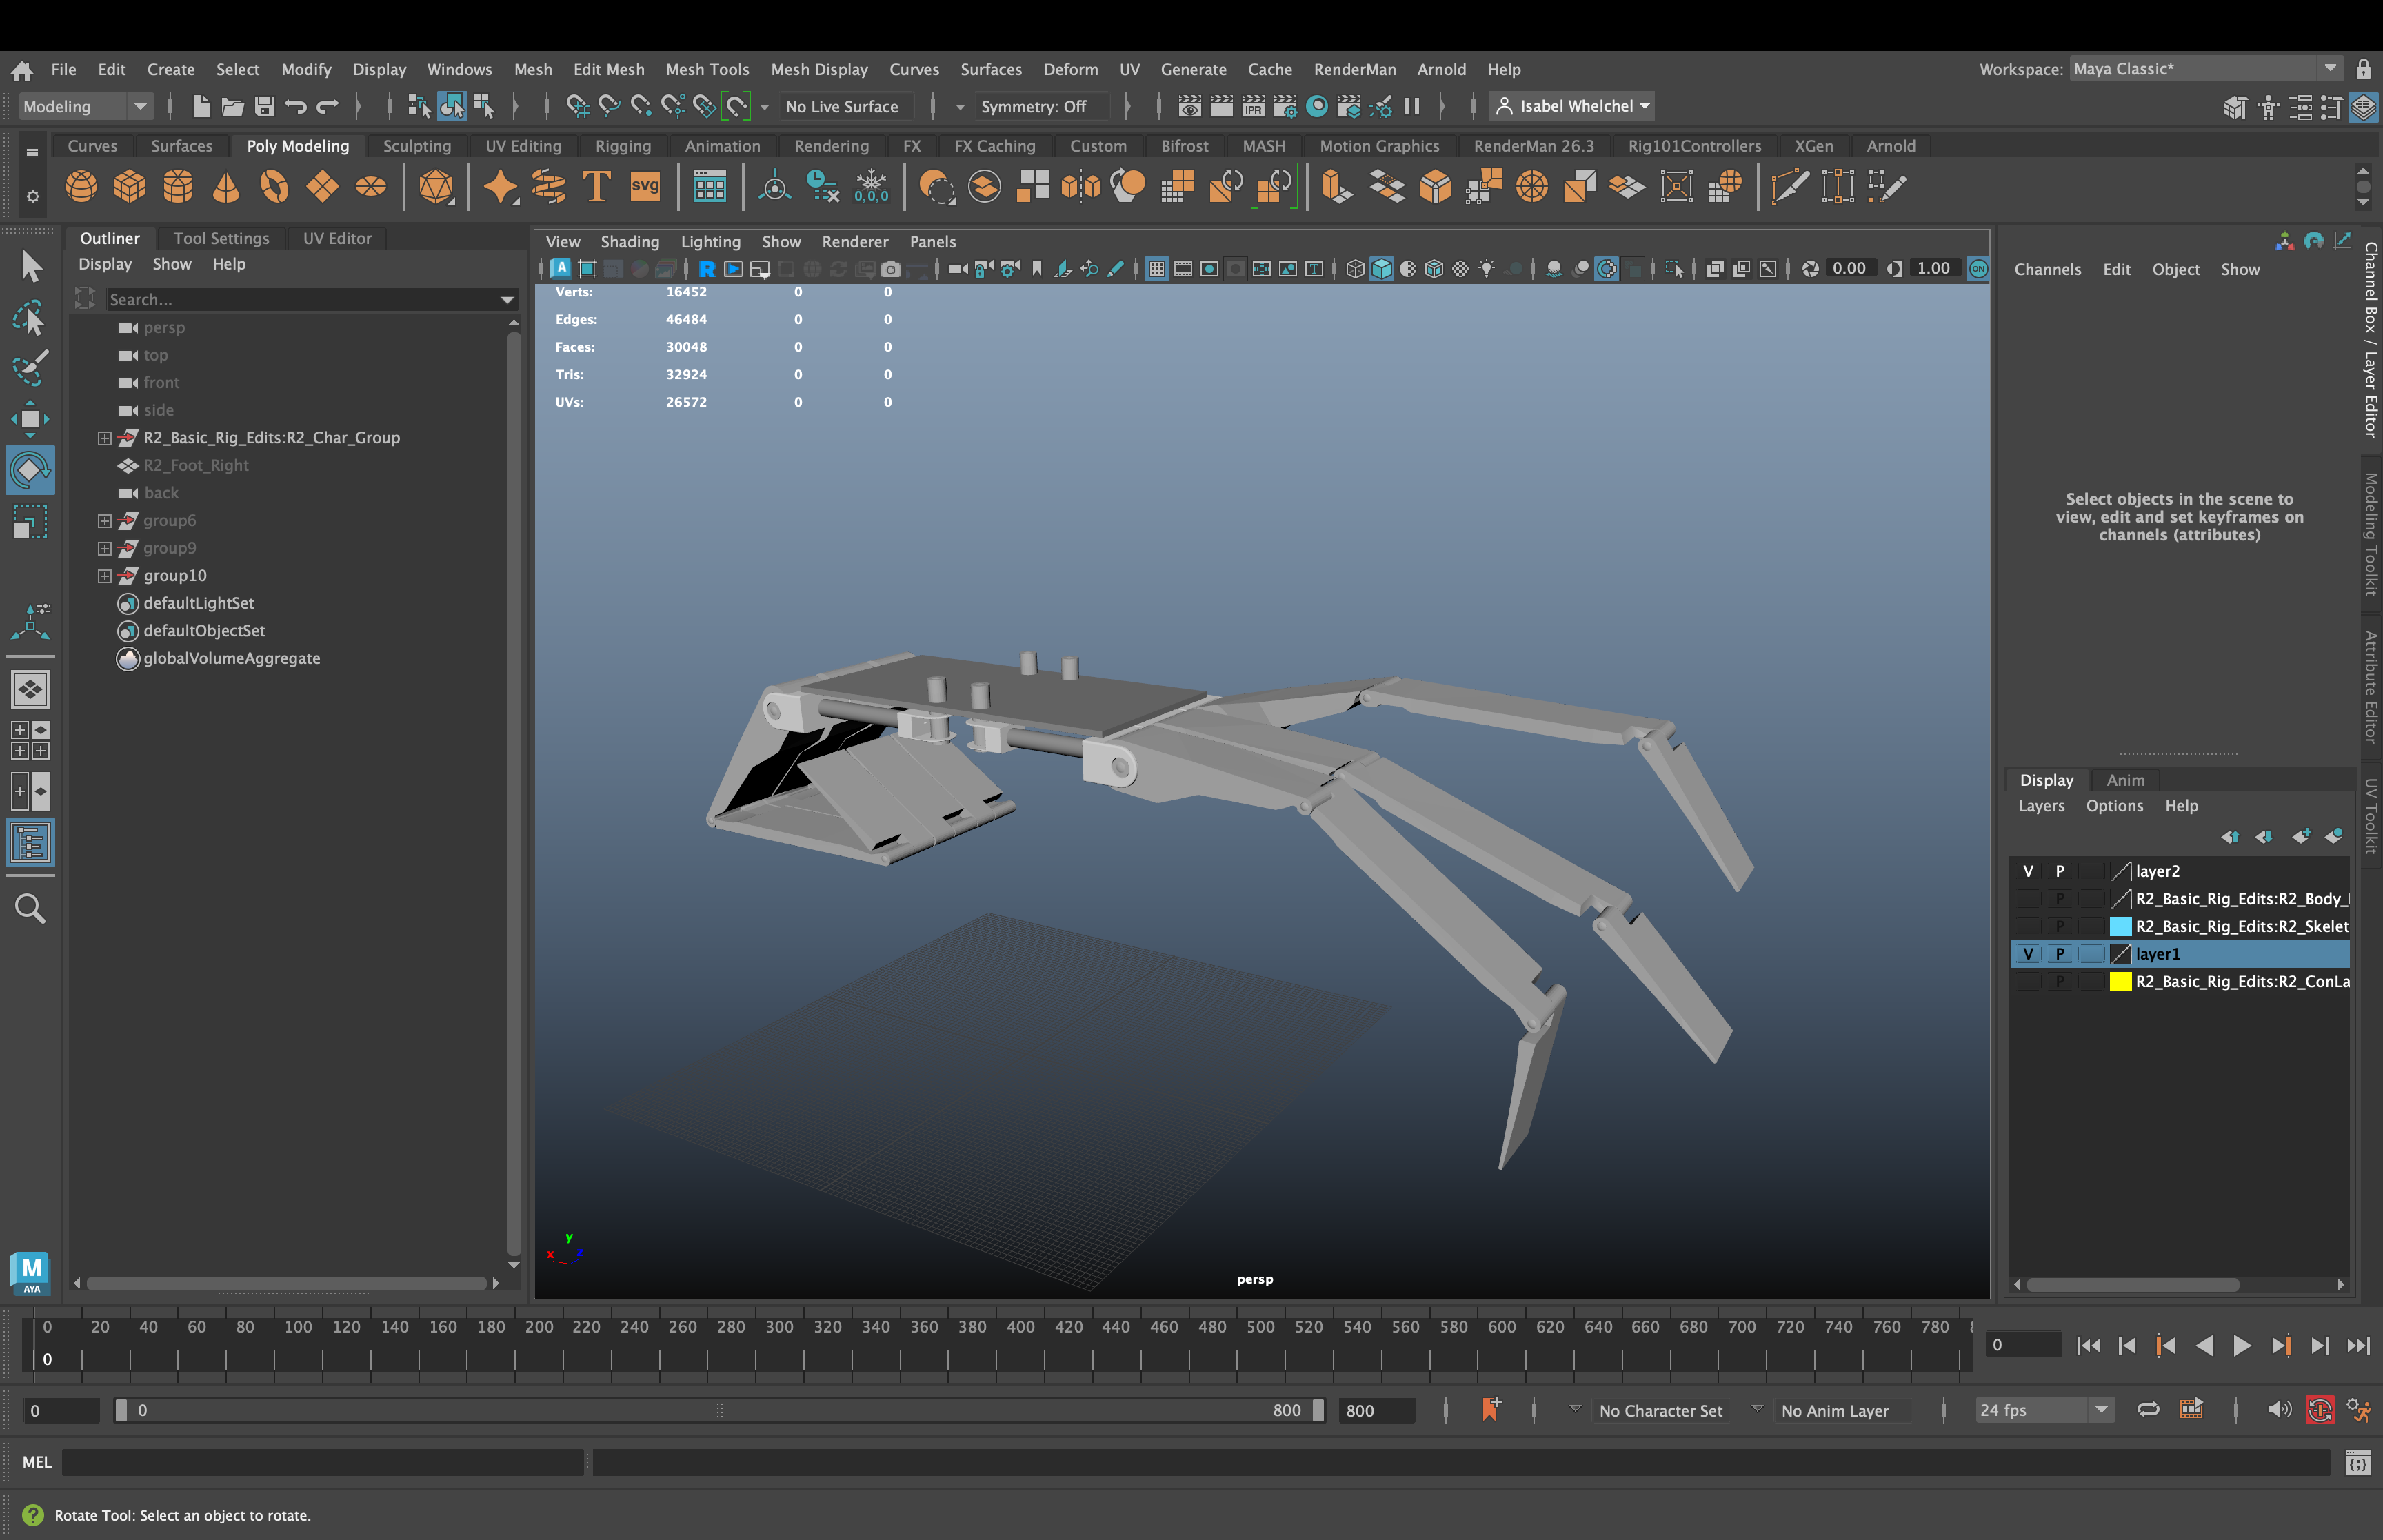 File Edit Create Select Modify Display Windows Mesh Edit Mesh Mesh Tools Mesh Display Curves Surfaces Deform UV Generate Cache RenderMan Arnold Help Workspace: Maya Classic*
Modeling No Live Surface Symmetry: Off IPR Isabel Whelchel
Curves Surfaces Poly Modeling Sculpting UV Editing Rigging Animation Rendering FX FX Caching Custom Bifrost MASH Motion Graphics RenderMan 26.3 Rig101Controllers XGen Arnold
T svg 0,0,0
Outliner Tool Settings UV Editor
Display Show Help
Search...
persp
top
front
side
R2_Basic_Rig_Edits:R2_Char_Group
R2_Foot_Right
back
group6
group9
group10
defaultLightSet
defaultObjectSet
globalVolumeAggregate
View Shading Lighting Show Renderer Panels
A R T 0.00 1.00 ON
Verts: 16452 0 0
Edges: 46484 0 0
Faces: 30048 0 0
Tris: 32924 0 0
UVs: 26572 0 0
y
x z
persp
Channels Edit Object Show
Select objects in the scene to
view, edit and set keyframes on
channels (attributes)
Display Anim
Layers Options Help
V P layer2
P R2_Basic_Rig_Edits:R2_Body_
P R2_Basic_Rig_Edits:R2_Skelet
V P layer1
P R2_Basic_Rig_Edits:R2_ConLa
Channel Box / Layer Editor
Modeling Toolkit
Attribute Editor
UV Toolkit
M
AYA
0 20 40 60 80 100 120 140 160 180 200 220 240 260 280 300 320 340 360 380 400 420 440 460 480 500 520 540 560 580 600 620 640 660 680 700 720 740 760 780
0 0
0 0 800 800 No Character Set No Anim Layer 24 fps
MEL
Rotate Tool: Select an object to rotate.